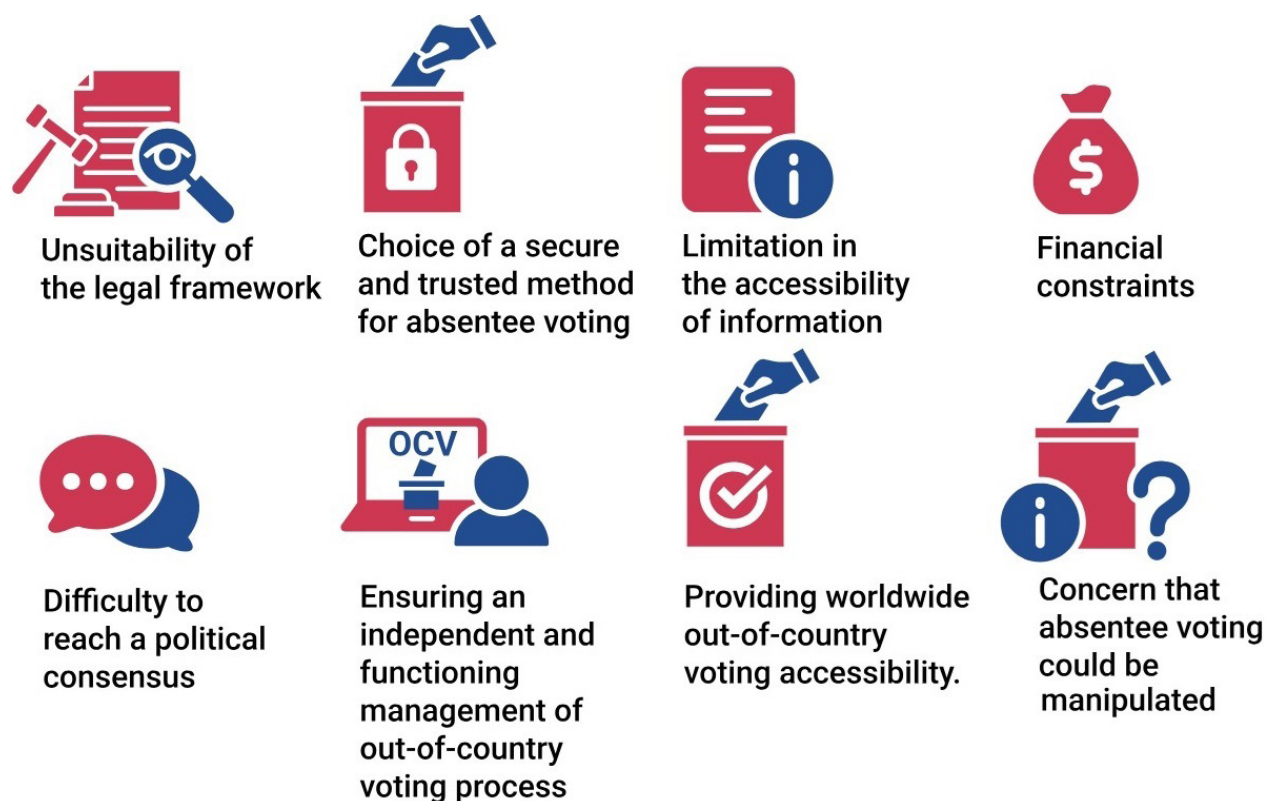 Unsuitability of
the legal framework
Choice of a secure
and trusted method
for absentee voting
Limitation in
the accessibility
of information
$
Financial
constraints
Difficulty to
reach a political
consensus
OCV
Ensuring an
independent and
functioning
management of
out-of-country
voting process
Providing worldwide
out-of-country
voting accessibility.
Concern that
absentee voting
could be
manipulated